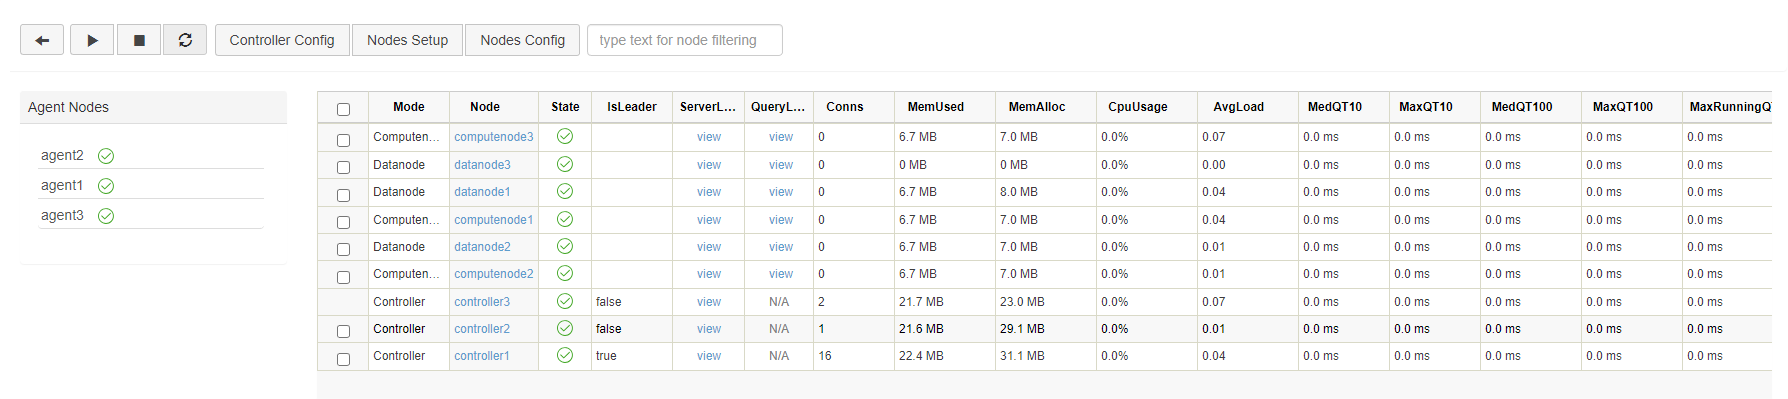 Controller Config Nodes Setup Nodes Config type text for node filtering
Agent Nodes
agent2
agent1
agent3
Mode Node State IsLeader ServerL... QueryL... Conns MemUsed MemAlloc CpuUsage AvgLoad MedQT10 MaxQT10 MedQT100 MaxQT100 MaxRunningQ
Computen... computenode3 view view 0 6.7 MB 7.0 MB 0.0% 0.07 0.0 ms 0.0 ms 0.0 ms 0.0 ms 0.0 ms
Datanode datanode3 view view 0 0 MB 0 MB 0.0% 0.00 0.0 ms 0.0 ms 0.0 ms 0.0 ms 0.0 ms
Datanode datanode1 view view 0 6.7 MB 8.0 MB 0.0% 0.04 0.0 ms 0.0 ms 0.0 ms 0.0 ms 0.0 ms
Computen... computenode1 view view 0 6.7 MB 7.0 MB 0.0% 0.04 0.0 ms 0.0 ms 0.0 ms 0.0 ms 0.0 ms
Datanode datanode2 view view 0 6.7 MB 7.0 MB 0.0% 0.01 0.0 ms 0.0 ms 0.0 ms 0.0 ms 0.0 ms
Computen... computenode2 view view 0 6.7 MB 7.0 MB 0.0% 0.01 0.0 ms 0.0 ms 0.0 ms 0.0 ms 0.0 ms
Controller controller3 false view N/A 2 21.7 MB 23.0 MB 0.0% 0.07 0.0 ms 0.0 ms 0.0 ms 0.0 ms 0.0 ms
Controller controller2 false view N/A 1 21.6 MB 29.1 MB 0.0% 0.01 0.0 ms 0.0 ms 0.0 ms 0.0 ms 0.0 ms
Controller controller1 true view N/A 16 22.4 MB 31.1 MB 0.0% 0.04 0.0 ms 0.0 ms 0.0 ms 0.0 ms 0.0 ms